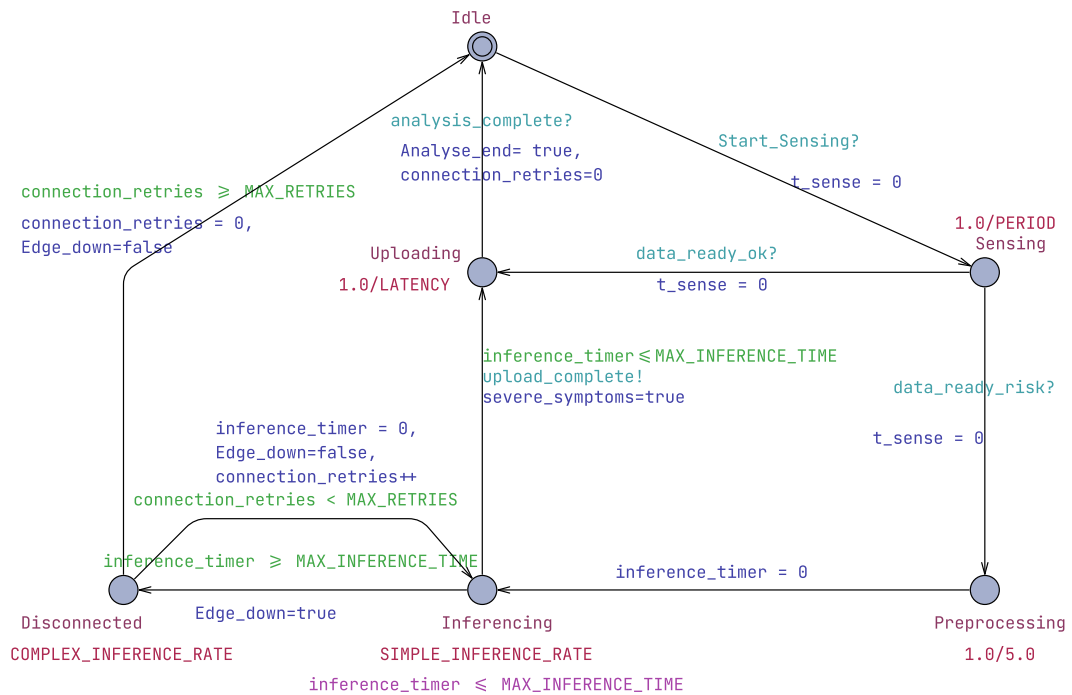 Idle
analysis_complete?
Start_Sensing?
Analyse_end= true,
connection_retries=0
t_sense = 0
connection_retries ⩾ MAX_RETRIES
connection_retries = 0,
Edge_down=false
1.0/PERIOD
Sensing
Uploading
data_ready_ok?
1.0/LATENCY
t_sense = 0
inference_timer⩽MAX_INFERENCE_TIME
upload_complete!
severe_symptoms=true
data_ready_risk?
t_sense = 0
inference_timer = 0,
Edge_down=false,
connection_retries++
connection_retries < MAX_RETRIES
inference_timer ⩾ MAX_INFERENCE_TIME
inference_timer = 0
Edge_down=true
Disconnected
Inferencing
Preprocessing
COMPLEX_INFERENCE_RATE
SIMPLE_INFERENCE_RATE
1.0/5.0
inference_timer ⩽ MAX_INFERENCE_TIME